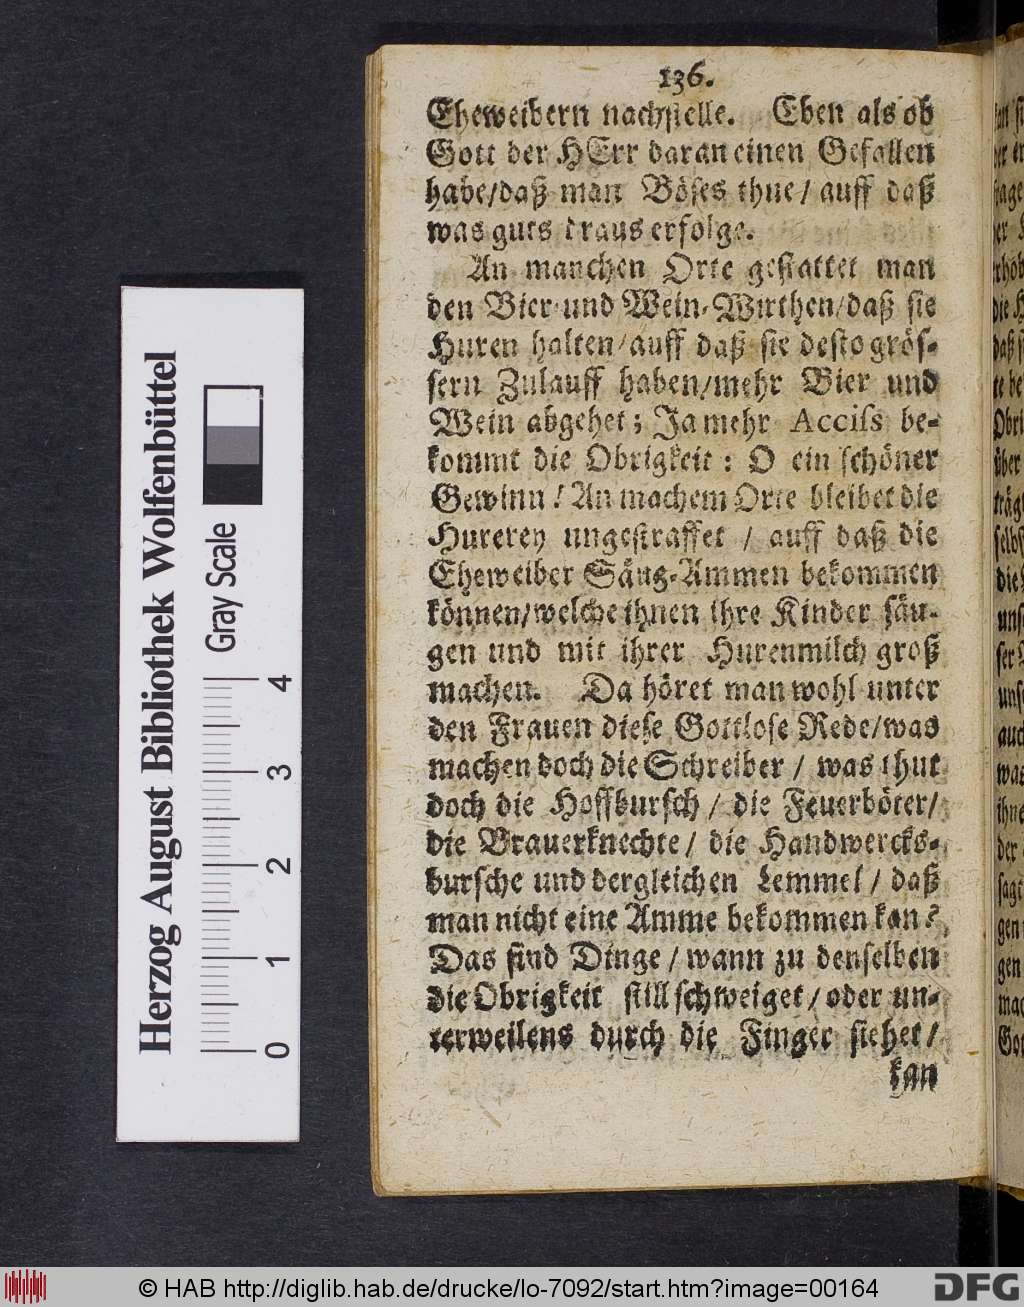 136.
Eheweibern nachstelle. Eben als ob
Gott der HErr daran einen Gefallen
habe/daß man Böses thue/ auff daß
was guts draus erfolge.
An manchen Orte gestattet man
den Bier-und Wein-Wirthen/daß sie
Huren halten/auff daß sie desto grös-
sern Zulauff haben/mehr Bier und
Wein abgehet; Ja mehr Acciſs be-
kommt die Obrigkeit: O ein schöner
Gewinn! An machem Orte bleibet die
Hurerey ungestraffet / auff daß die
Eheweiber Säug-Ammen bekommen
können/welche ihnen ihre Kinder säu-
gen und mit ihrer Hurenmilch groß
machen. Da höret man wohl unter
den Frauen diese Gottlose Rede/was
machen doch die Schreiber / was thut
doch die Hoffbursch / die Feuerböter/
die Brauerknechte/ die Handwercks-
bursche und dergleichen Lemmel / daß
man nicht eine Amme bekommen kan?
Das sind Dinge / wann zu denselben
die Obrigkeit still schweiget / oder un-
terweilens durch die Finger siehet/
kan
Herzog August Bibliothek Wolfenbüttel
Gray Scale
0 1 2 3 4
© HAB http://diglib.hab.de/drucke/lo-7092/start.htm?image=00164
DFG